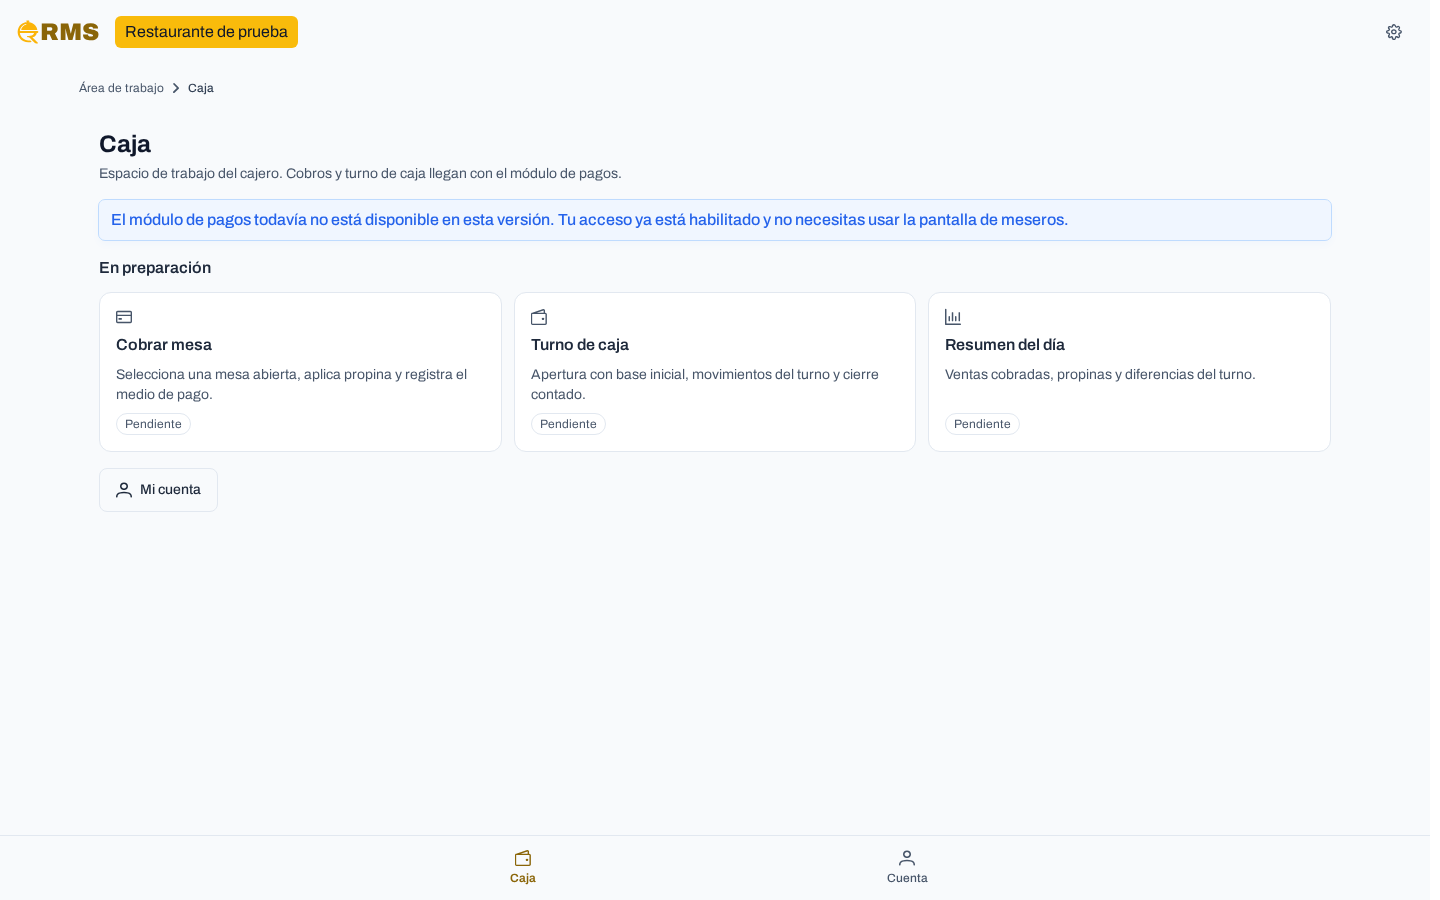 RMS
Restaurante de prueba
Área de trabajo
Caja
Caja
Espacio de trabajo del cajero. Cobros y turno de caja llegan con el módulo de pagos.
El módulo de pagos todavía no está disponible en esta versión. Tu acceso ya está habilitado y no necesitas usar la pantalla de meseros.
En preparación
Cobrar mesa
Selecciona una mesa abierta, aplica propina y registra el
medio de pago.
Pendiente
Turno de caja
Apertura con base inicial, movimientos del turno y cierre
contado.
Pendiente
Resumen del día
Ventas cobradas, propinas y diferencias del turno.
Pendiente
Mi cuenta
Caja
Cuenta